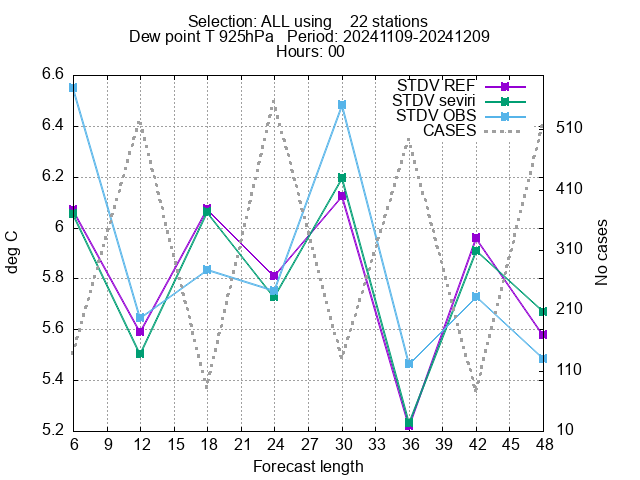 Selection: ALL using 22 stations
Dew point T 925hPa Period: 20241109-20241209
Hours: 00
STDV REF
STDV seviri
STDV OBS
CASES
6.6
6.4
6.2
6
5.8
5.6
5.4
5.2
deg C
510
410
310
210
110
10
No cases
6 9 12 15 18 21 24 27 30 33 36 39 42 45 48
Forecast length